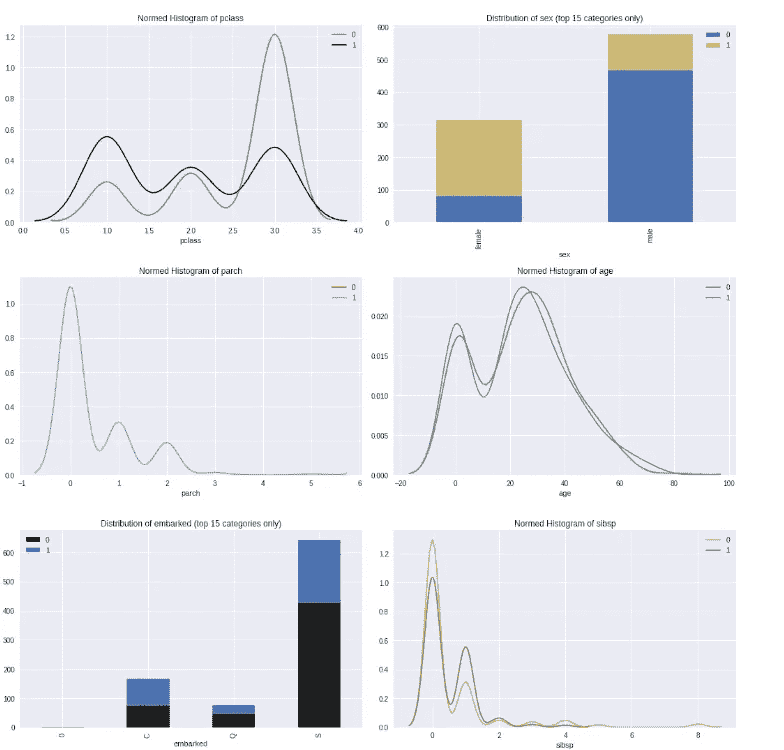 Normed Histogram of pclass
0
1
1.2
1.0
0.8
0.6
0.4
0.2
0.0
0.0 0.5 1.0 1.5 2.0 2.5 3.0 3.5 4.0
pclass
Distribution of sex (top 15 categories only)
0
1
600
500
400
300
200
100
0
female male
sex
Normed Histogram of parch
0
1
1.0
0.8
0.6
0.4
0.2
0.0
−1 0 1 2 3 4 5 6
parch
Normed Histogram of age
0
1
0.020
0.015
0.010
0.005
0.000
−20 0 20 40 60 80 100
age
Distribution of embarked (top 15 categories only)
0
1
600
500
400
300
200
100
0
0 C Q S
embarked
Normed Histogram of sibsp
0
1
1.2
1.0
0.8
0.6
0.4
0.2
0.0
0 2 4 6 8
sibsp